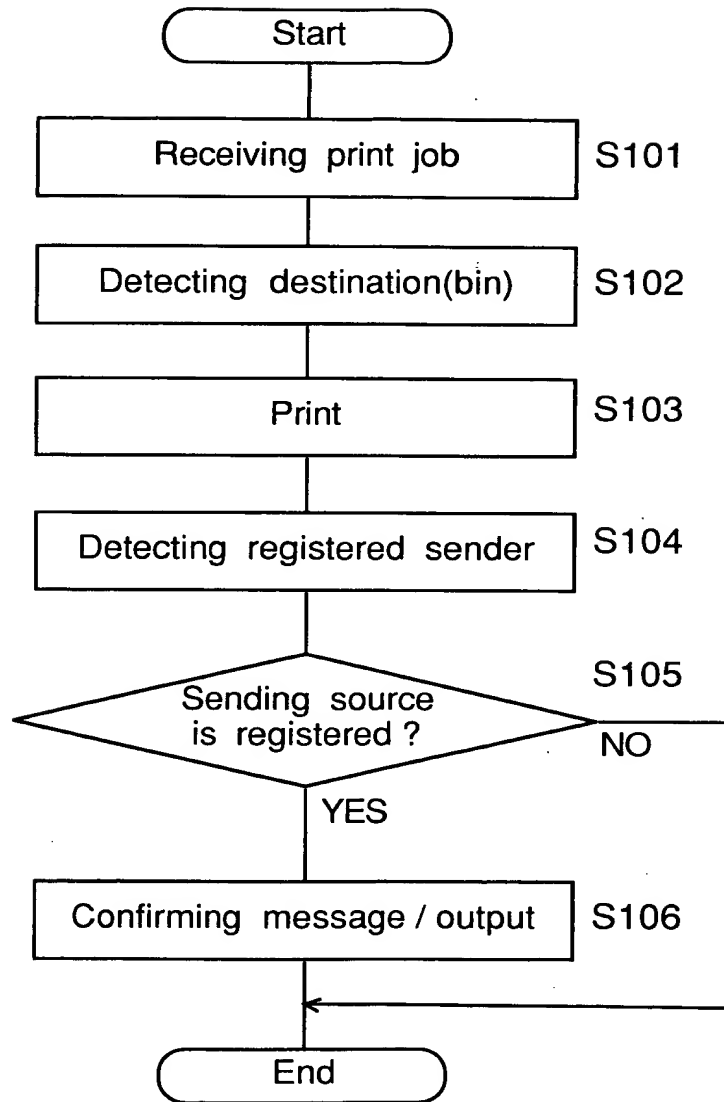 Start
Receiving print job
S101
Detecting destination(bin)
S102
Print
S103
Detecting registered sender
S104
Sending source
is registered ?
S105
NO
YES
Confirming message / output
S106
End